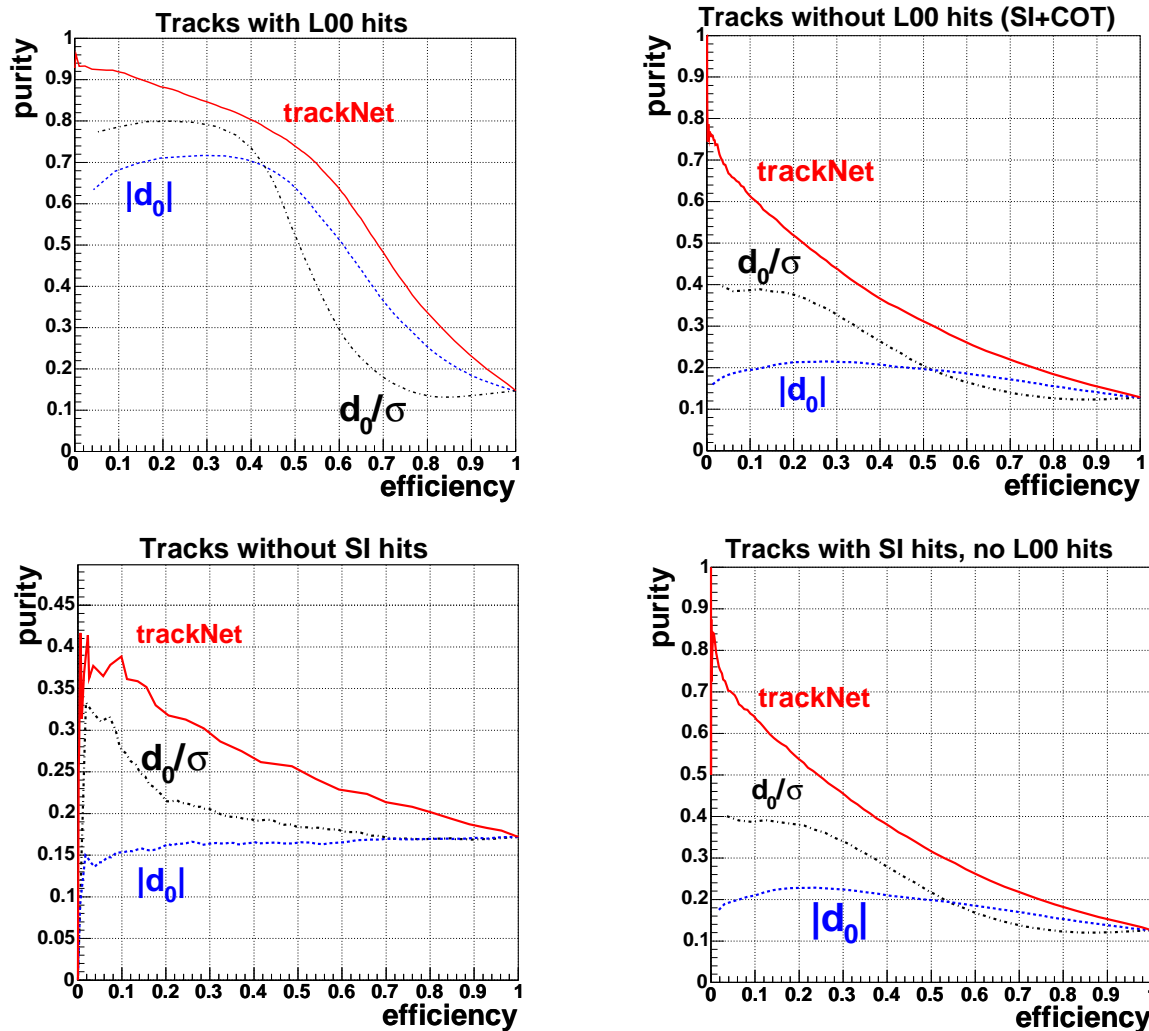 Tracks with L00 hits
purity
1
0.9
0.8
0.7
0.6
0.5
0.4
0.3
0.2
0.1
0
trackNet
|d0|
d0/σ
0 0.1 0.2 0.3 0.4 0.5 0.6 0.7 0.8 0.9 1
efficiency
Tracks without L00 hits (SI+COT)
purity
1
0.9
0.8
0.7
0.6
0.5
0.4
0.3
0.2
0.1
0
trackNet
d0/σ
|d0|
0 0.1 0.2 0.3 0.4 0.5 0.6 0.7 0.8 0.9 1
efficiency
Tracks without SI hits
purity
0.45
0.4
0.35
0.3
0.25
0.2
0.15
0.1
0.05
0
trackNet
d0/σ
|d0|
0 0.1 0.2 0.3 0.4 0.5 0.6 0.7 0.8 0.9 1
efficiency
Tracks with SI hits, no L00 hits
purity
1
0.9
0.8
0.7
0.6
0.5
0.4
0.3
0.2
0.1
0
trackNet
d0/σ
|d0|
0 0.1 0.2 0.3 0.4 0.5 0.6 0.7 0.8 0.9 1
efficiency